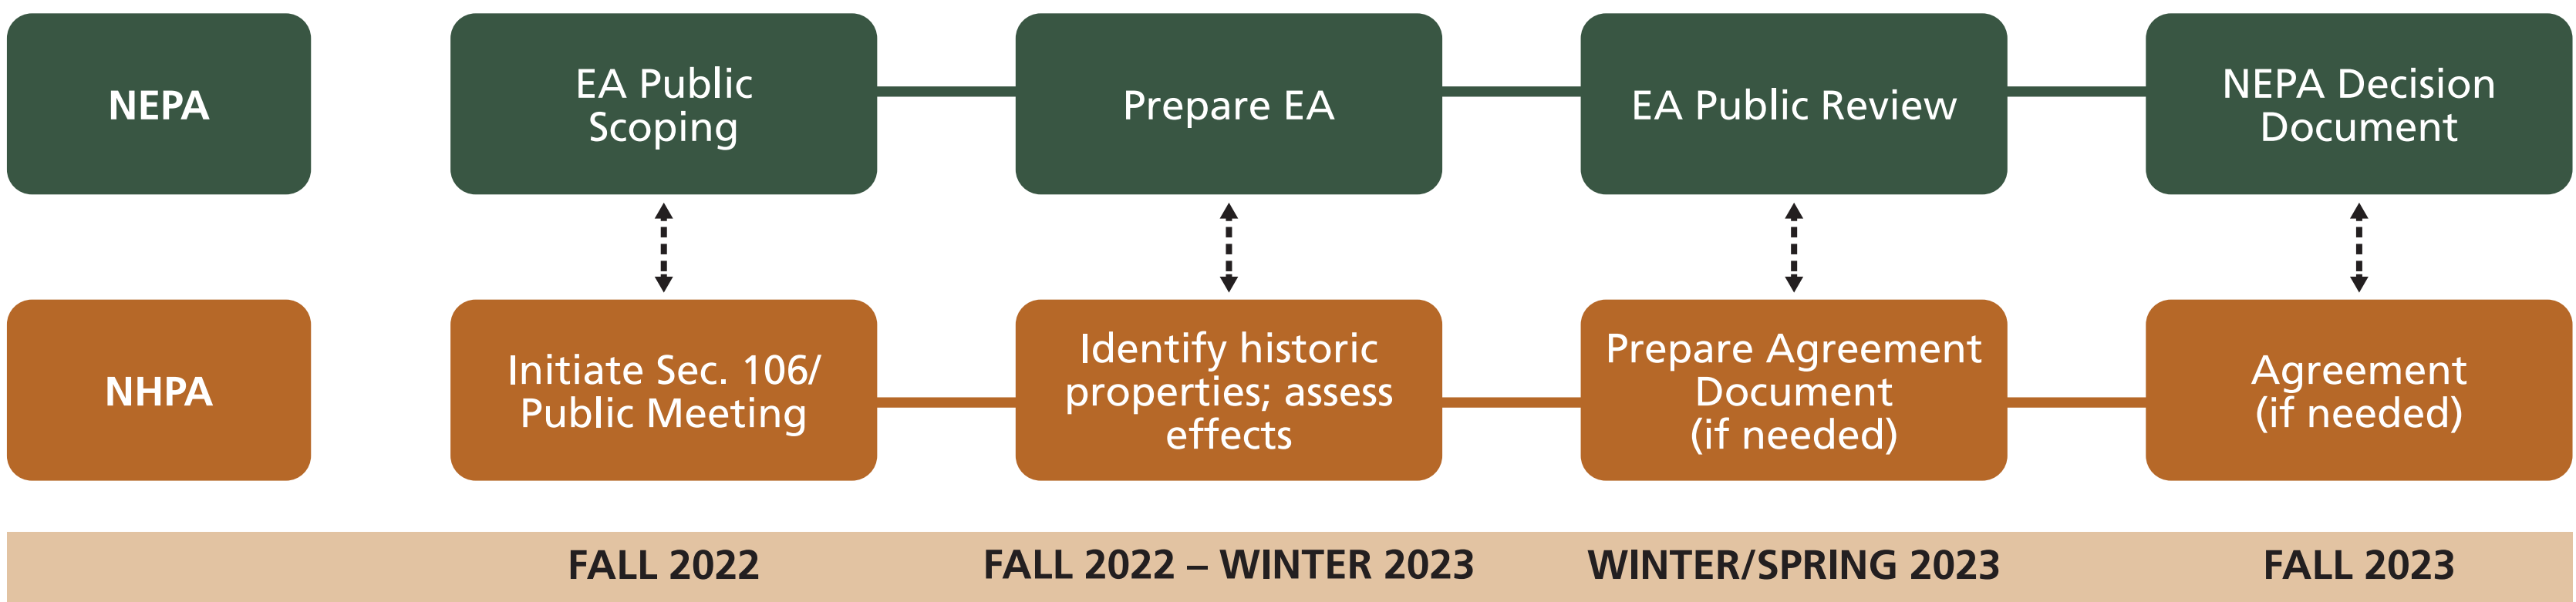 NEPA
EA Public
Scoping
Prepare EA
EA Public Review
NEPA Decision
Document
NHPA
Initiate Sec. 106/
Public Meeting
Identify historic
properties; assess
effects
Prepare Agreement
Document
(if needed)
Agreement
(if needed)
FALL 2022
FALL 2022 – WINTER 2023
WINTER/SPRING 2023
FALL 2023